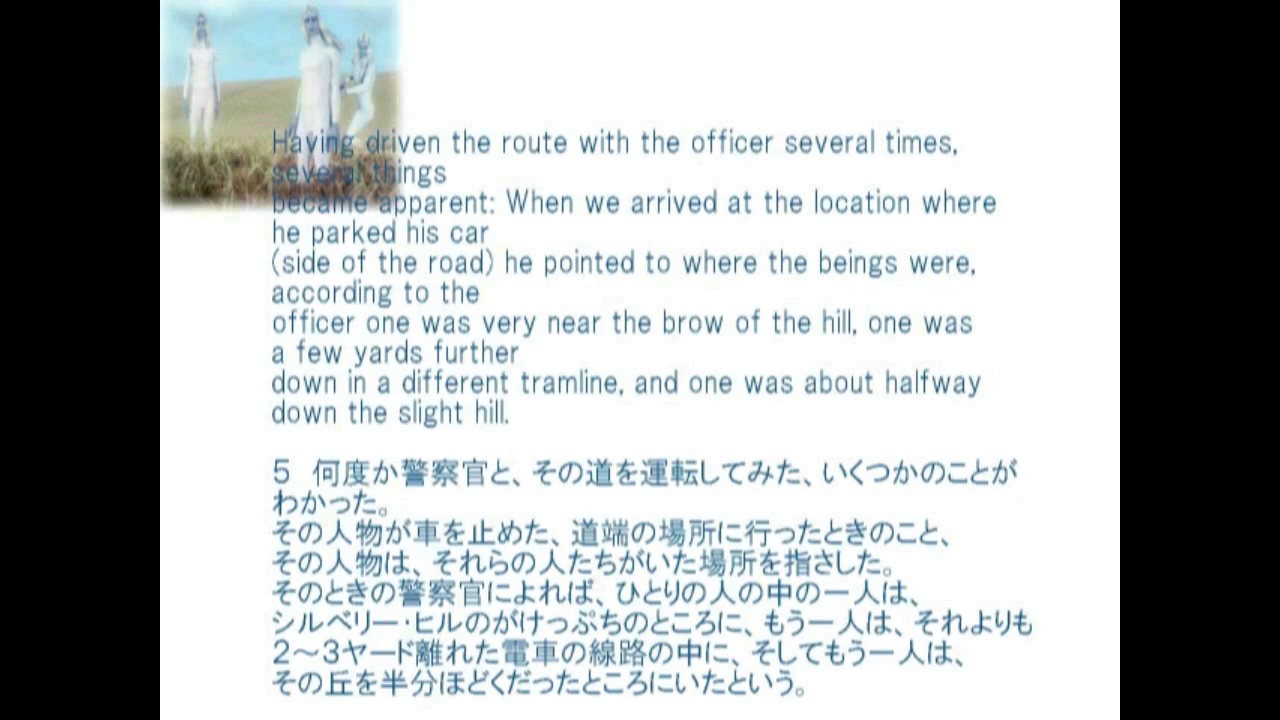 Having driven the route with the officer several times,
several things
became apparent: When we arrived at the location where
he parked his car
(side of the road) he pointed to where the beings were,
according to the
officer one was very near the brow of the hill, one was
a few yards further
down in a different tramline, and one was about halfway
down the slight hill.
５　何度か警察官と、その道を運転してみた、いくつかのことが
わかった。
その人物が車を止めた、道端の場所に行ったときのこと、
その人物は、それらの人たちがいた場所を指さした。
そのときの警察官によれば、ひとりの人の中の一人は、
シルベリー・ヒルのがけっぷちのところに、もう一人は、それよりも
２～３ヤード離れた電車の線路の中に、そしてもう一人は、
その丘を半分ほどくだったところにいたという。